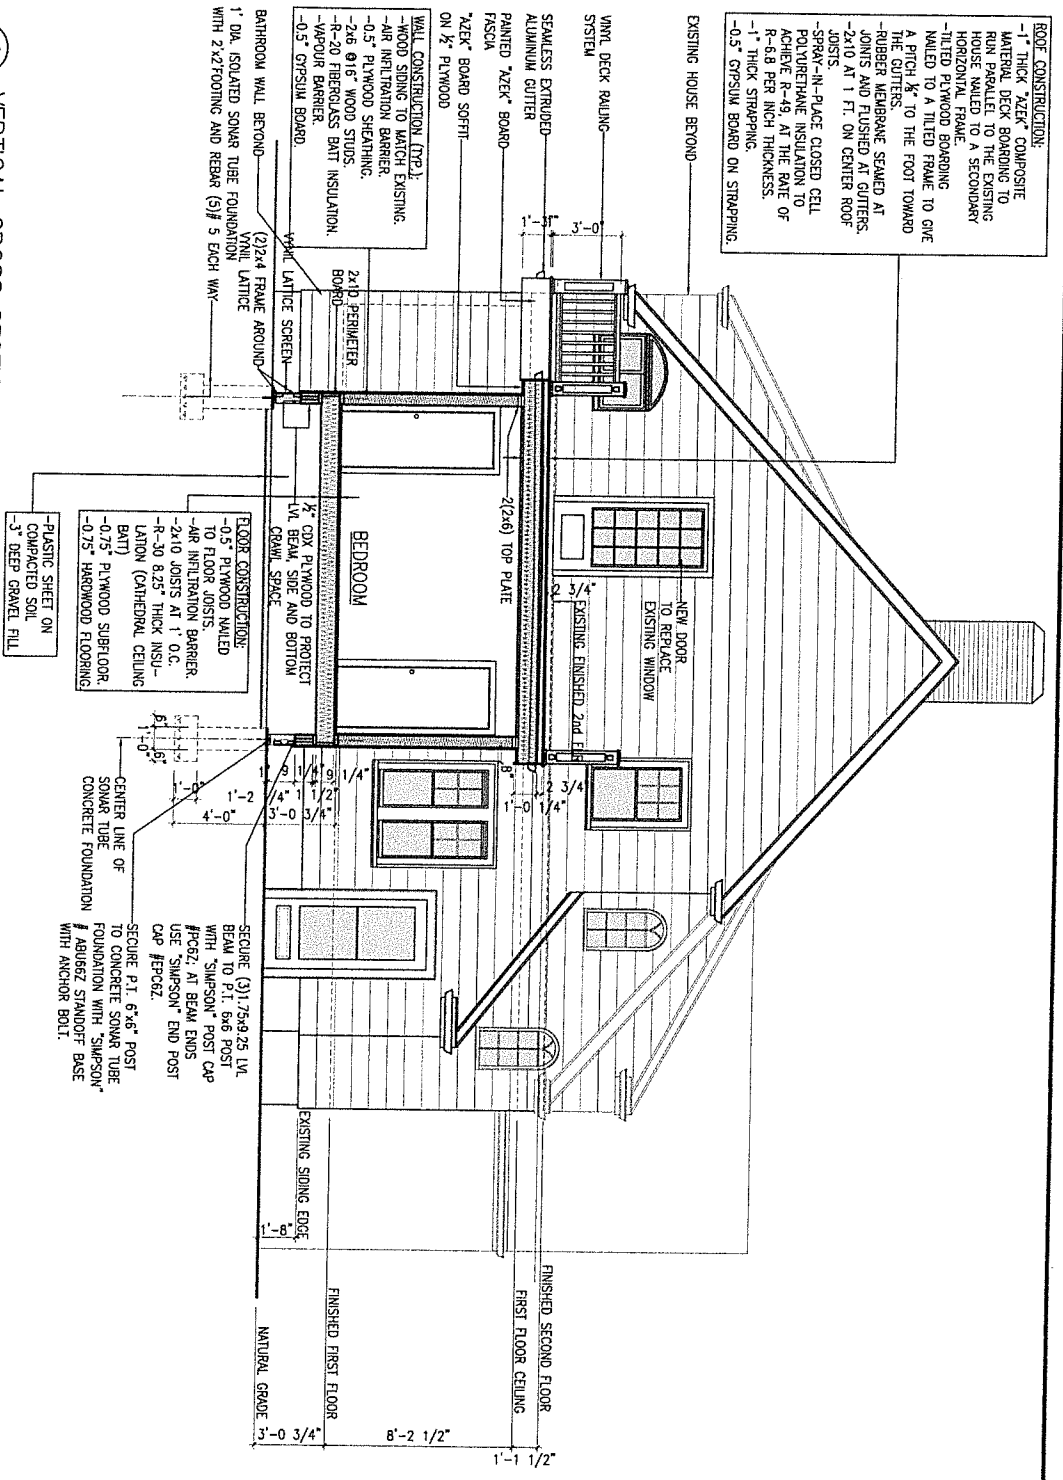 ROOF CONSTRUCTION:
-1" THICK "AZEK" COMPOSITE
MATERIAL DECK BOARDING TO
RUN PARALLEL TO THE EXISTING
HOUSE NAILED TO A SECONDARY
HORIZONTAL FRAME.
-TILTED PLYWOOD BOARDING
NAILED TO A TILTED FRAME TO GIVE
A PITCH ⅛" TO THE FOOT TOWARD
THE GUTTERS.
-RUBBER MEMBRANE SEAMED AT
JOINTS AND FLUSHED AT GUTTERS.
-2x10 AT 1 FT. ON CENTER ROOF
JOISTS.
-SPRAY-IN-PLACE CLOSED CELL
POLYURETHANE INSULATION TO
ACHIEVE R-49, AT THE RATE OF
R-6.8 PER INCH THICKNESS.
-1" THICK STRAPPING.
-0.5" GYPSUM BOARD ON STRAPPING.
EXISTING HOUSE BEYOND
VINYL DECK RAILING
SYSTEM
SEAMLESS EXTRUDED
ALUMINUM GUTTER
PAINTED "AZEK" BOARD
FASCIA
"AZEK" BOARD SOFFIT
ON ½" PLYWOOD
WALL CONSTRUCTION (TYP.):
-WOOD SIDING TO MATCH EXISTING.
-AIR INFILTRATION BARRIER.
-0.5" PLYWOOD SHEATHING.
-2x6 @16" WOOD STUDS.
-R-20 FIBERGLASS BATT INSULATION.
-VAPOUR BARRIER.
-0.5" GYPSUM BOARD.
BATHROOM WALL BEYOND
1' DIA. ISOLATED SONAR TUBE FOUNDATION
WITH 2'x2'FOOTING AND REBAR (5)# 5 EACH WAY
3'-0"
2x10 PERIMETER
BOARD
VYNIL LATTICE SCREEN
(2)2x4 FRAME AROUND
VYNIL LATTICE
NEW DOOR
TO REPLACE
EXISTING WINDOW
2 3/4"
EXISTING FINISHED 2nd
2(2x6) TOP PLATE
BEDROOM
½" CDX PLYWOOD TO PROTECT
LVL BEAM, SIDE AND BOTTOM
CRAWL SPACE
FLOOR CONSTRUCTION:
-0.5" PLYWOOD NAILED
TO FLOOR JOISTS.
-AIR INFILTRATION BARRIER.
-2x10 JOISTS AT 1' O.C.
-R-30 8.25" THICK INSU-
LATION (CATHEDRAL CEILING
BATT)
-0.75" PLYWOOD SUBFLOOR.
-0.75" HARDWOOD FLOORING
-PLASTIC SHEET ON
COMPACTED SOIL
-3" DEEP GRAVEL FILL
2 3/4"
1'-0 1/4"
8"
9 1/4"
1'-0"
4'-0"
3'-0 3/4"
6"
6"
CENTER LINE OF
SONAR TUBE
CONCRETE FOUNDATION
SECURE (3)1.75x9.25 LVL
BEAM TO P.T. 6x6 POST
WITH "SIMPSON" POST CAP
#PC6Z; AT BEAM ENDS
USE "SIMPSON" END POST
CAP #EPC6Z.
SECURE P.T. 6"x6" POST
TO CONCRETE SONAR TUBE
FOUNDATION WITH "SIMPSON"
# ABU66Z STANDOFF BASE
WITH ANCHOR BOLT.
EXISTING SIDING EDGE
1'-8"
FINISHED SECOND FLOOR
FIRST FLOOR CEILING
FINISHED FIRST FLOOR
NATURAL GRADE
1'-1 1/2"
8'-2 1/2"
3'-0 3/4"